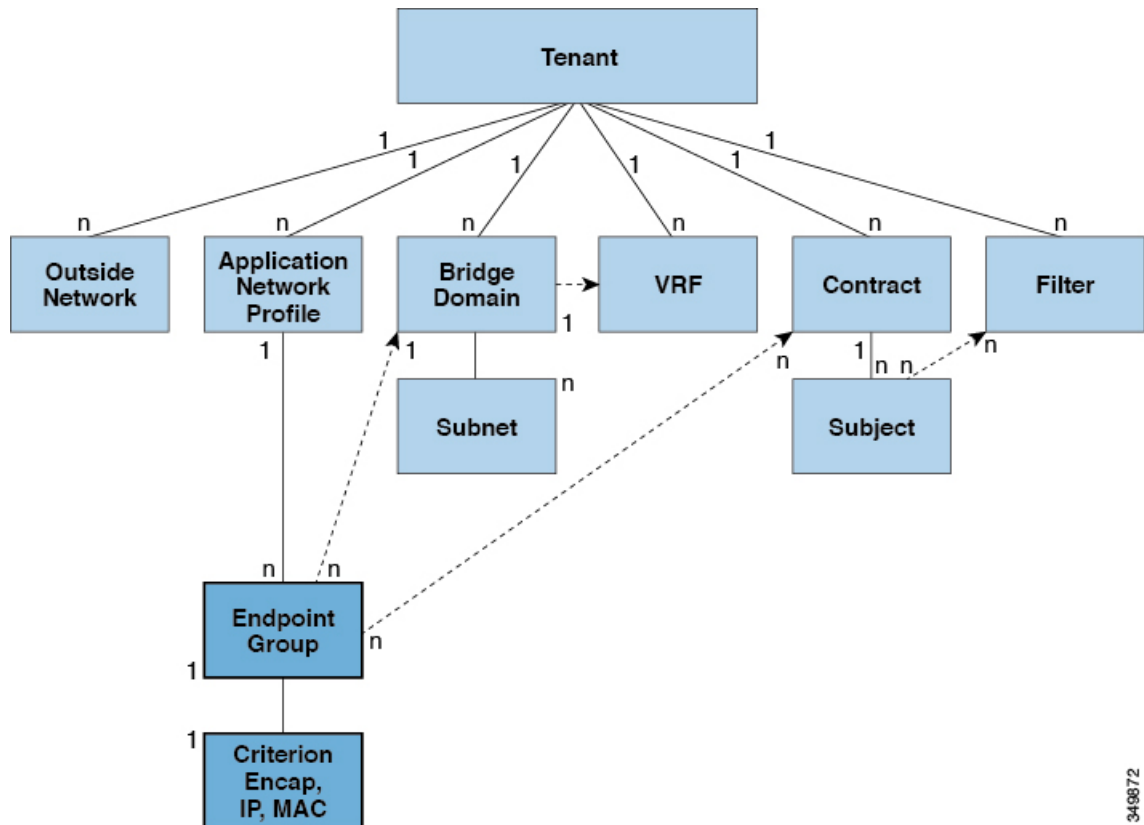 Tenant
1
1
1
1
1
1
n
n
n
n
n
n
Outside
Network
Application
Network
Profile
Bridge
Domain
VRF
Contract
Filter
1
1
1
n
1
n
n
n
n
Subnet
Subject
n
n
Endpoint
Group
n
1
1
Criterion
Encap,
IP, MAC
349872